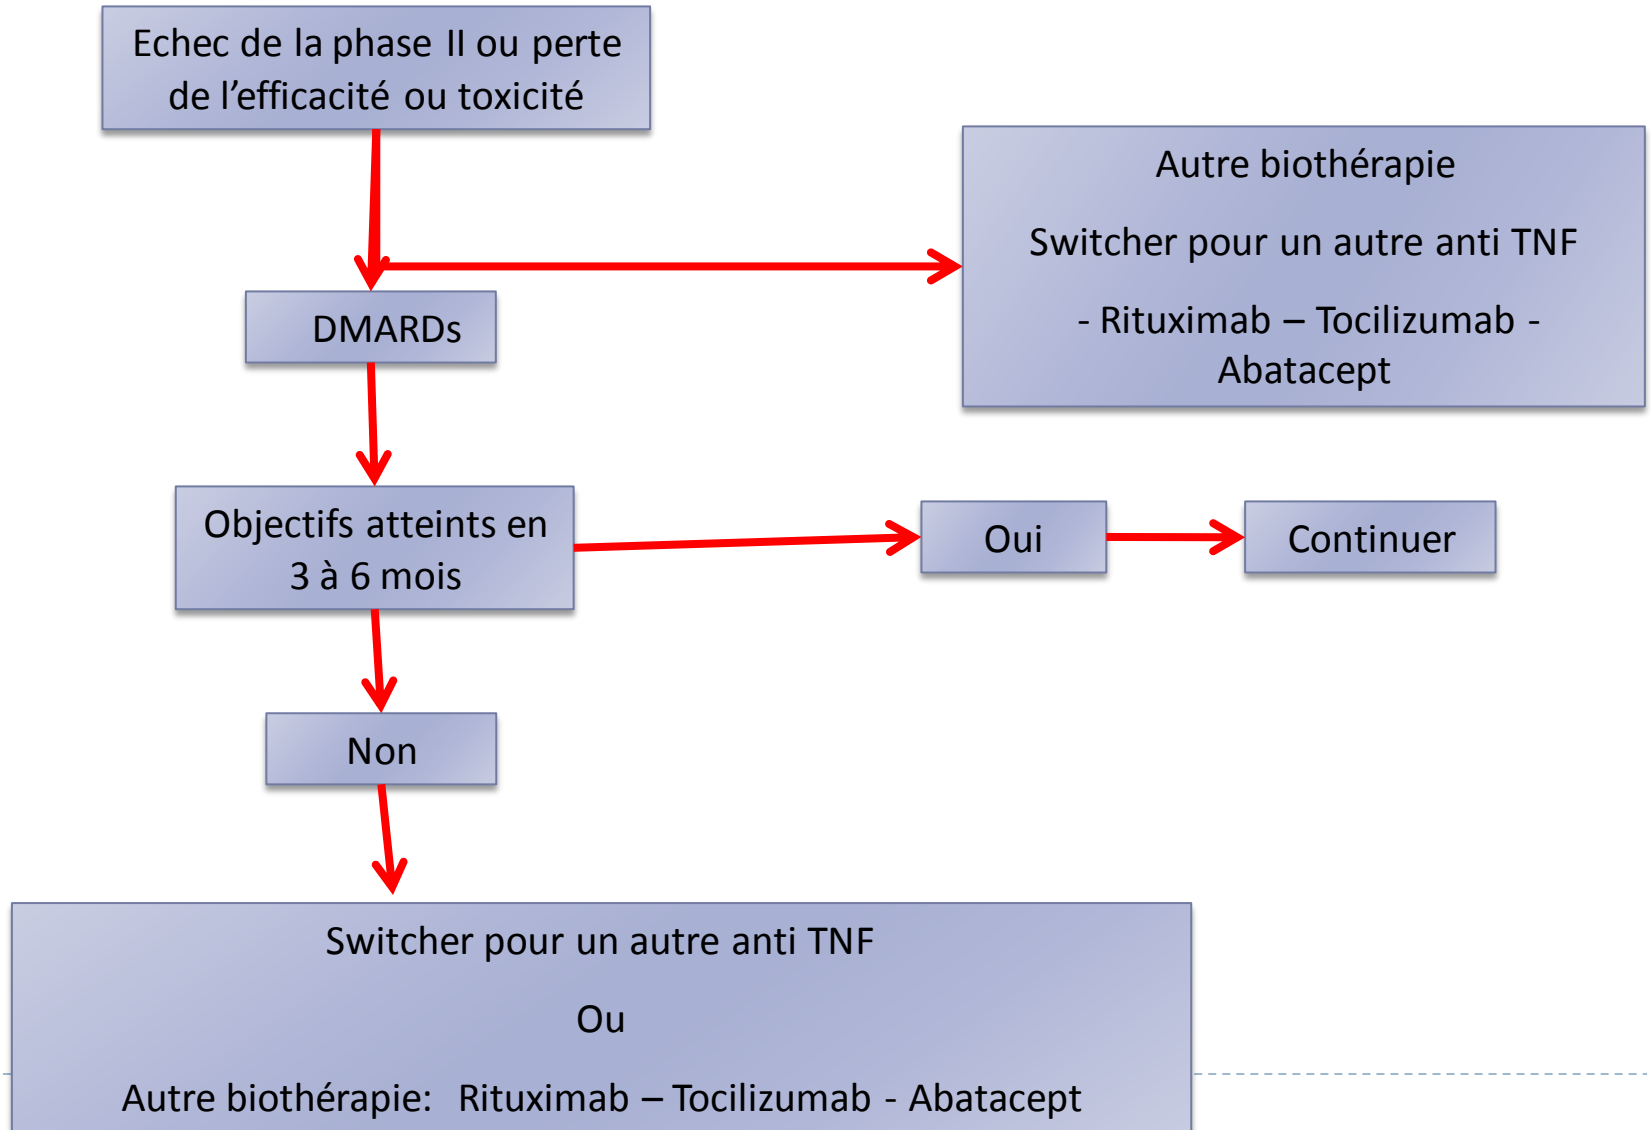 Echec de la phase II ou perte
de l’efficacité ou toxicité
Autre biothérapie
Switcher pour un autre anti TNF
- Rituximab – Tocilizumab -
Abatacept
DMARDs
Objectifs atteints en
3 à 6 mois
Oui
Continuer
Non
Switcher pour un autre anti TNF
Ou
Autre biothérapie: Rituximab – Tocilizumab - Abatacept